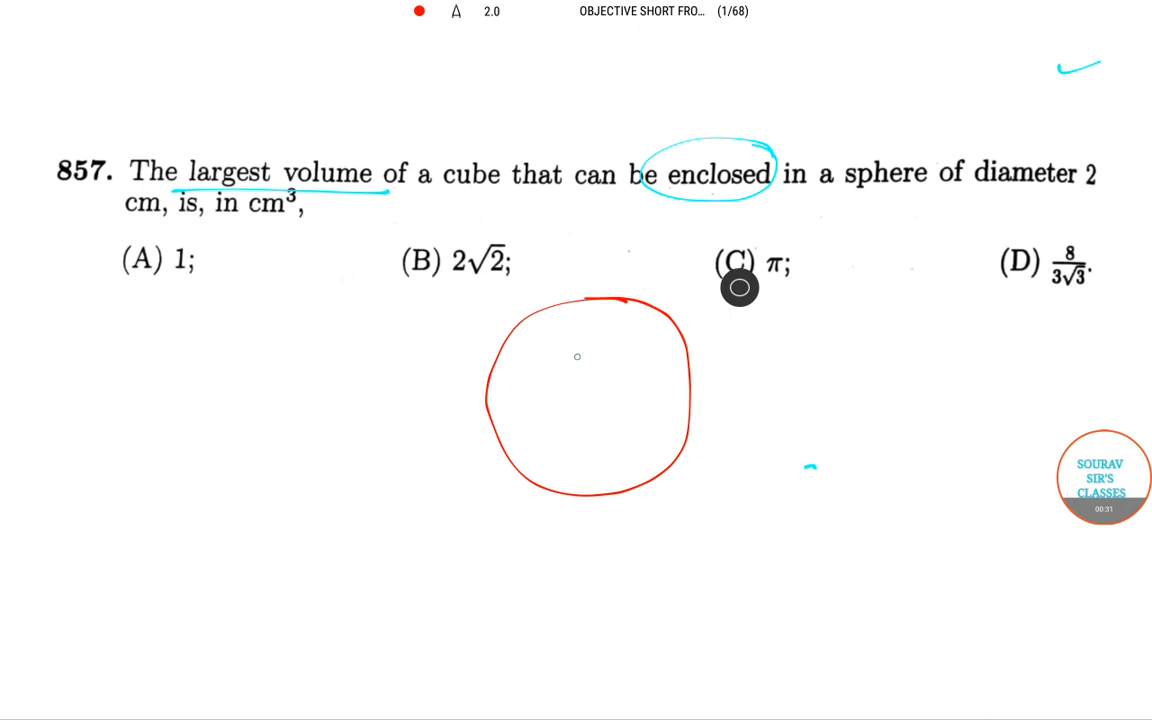 2.0 OBJECTIVE SHORT FRO... (1/68)
857. The largest volume of a cube that can be enclosed in a sphere of diameter 2
cm, is, in cm³,
(A) 1; (B) 2√2; (C) π; (D) 8/3√3.
SOURAV
SIR'S
CLASSES
00:31